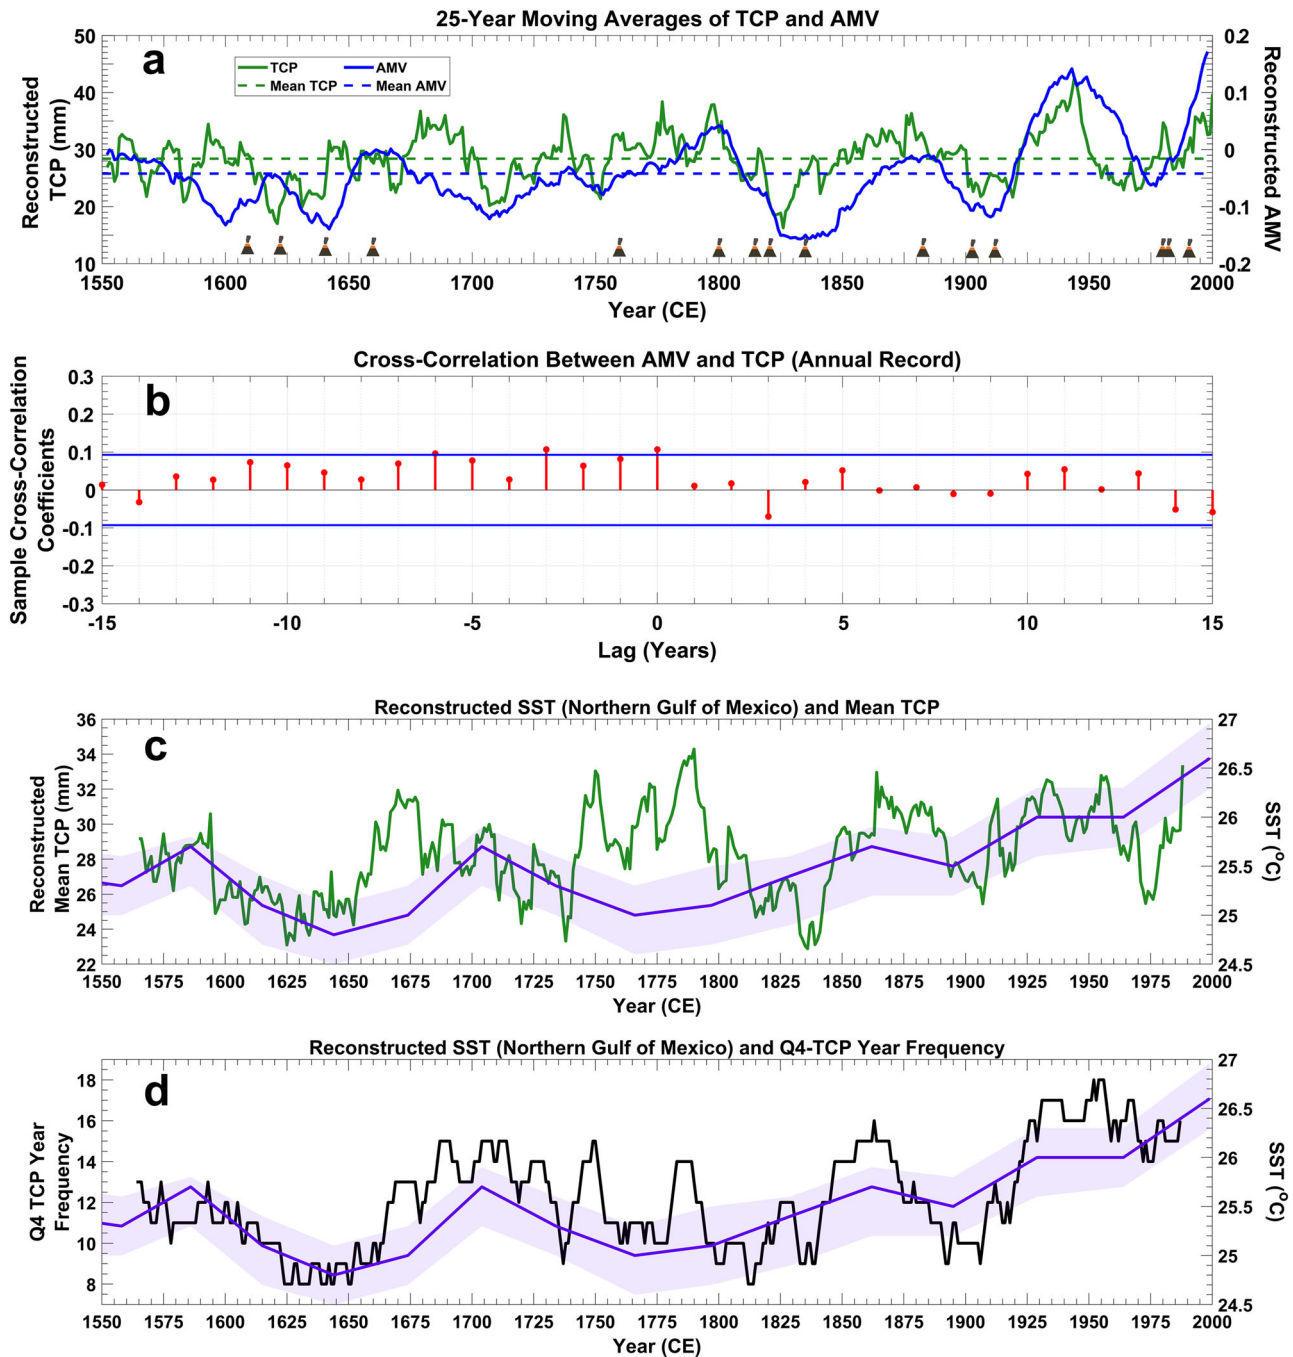 25-Year Moving Averages of TCP and AMV
a
TCP
AMV
Mean TCP
Mean AMV
50
40
30
20
10
Reconstructed
TCP (mm)
0.2
0.1
0
-0.1
-0.2
Reconstructed AMV
1550 1600 1650 1700 1750 1800 1850 1900 1950 2000
Year (CE)
Cross-Correlation Between AMV and TCP (Annual Record)
b
0.3
0.2
0.1
0
-0.1
-0.2
-0.3
Sample Cross-Correlation
Coefficients
-15 -10 -5 0 5 10 15
Lag (Years)
Reconstructed SST (Northern Gulf of Mexico) and Mean TCP
c
36
34
32
30
28
26
24
22
Reconstructed
Mean TCP (mm)
27
26.5
26
25.5
25
24.5
SST (°C)
1550 1575 1600 1625 1650 1675 1700 1725 1750 1775 1800 1825 1850 1875 1900 1925 1950 1975 2000
Year (CE)
Reconstructed SST (Northern Gulf of Mexico) and Q4-TCP Year Frequency
d
18
16
14
12
10
8
Q4 TCP Year
Frequency
27
26.5
26
25.5
25
24.5
SST (°C)
1550 1575 1600 1625 1650 1675 1700 1725 1750 1775 1800 1825 1850 1875 1900 1925 1950 1975 2000
Year (CE)